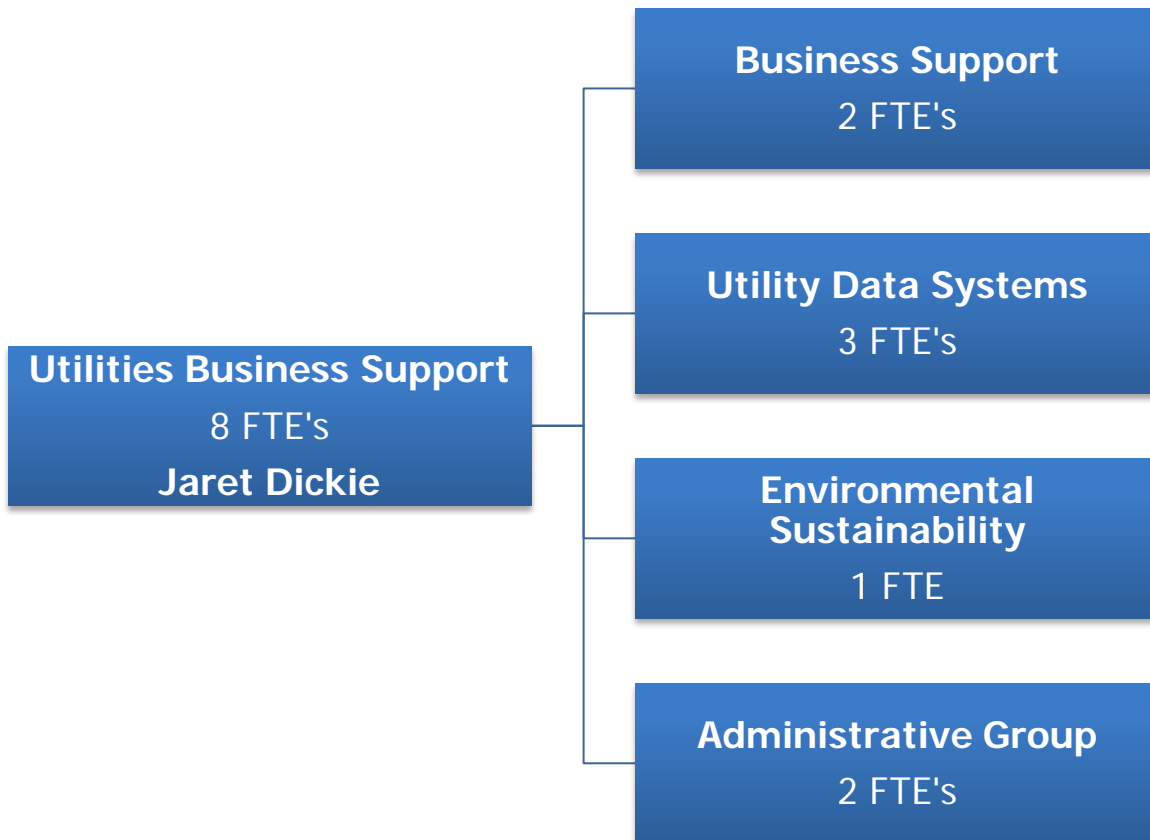 Business Support
2 FTE's
Utility Data Systems
3 FTE's
Utilities Business Support
8 FTE's
Jaret Dickie
Environmental
Sustainability
1 FTE
Administrative Group
2 FTE's